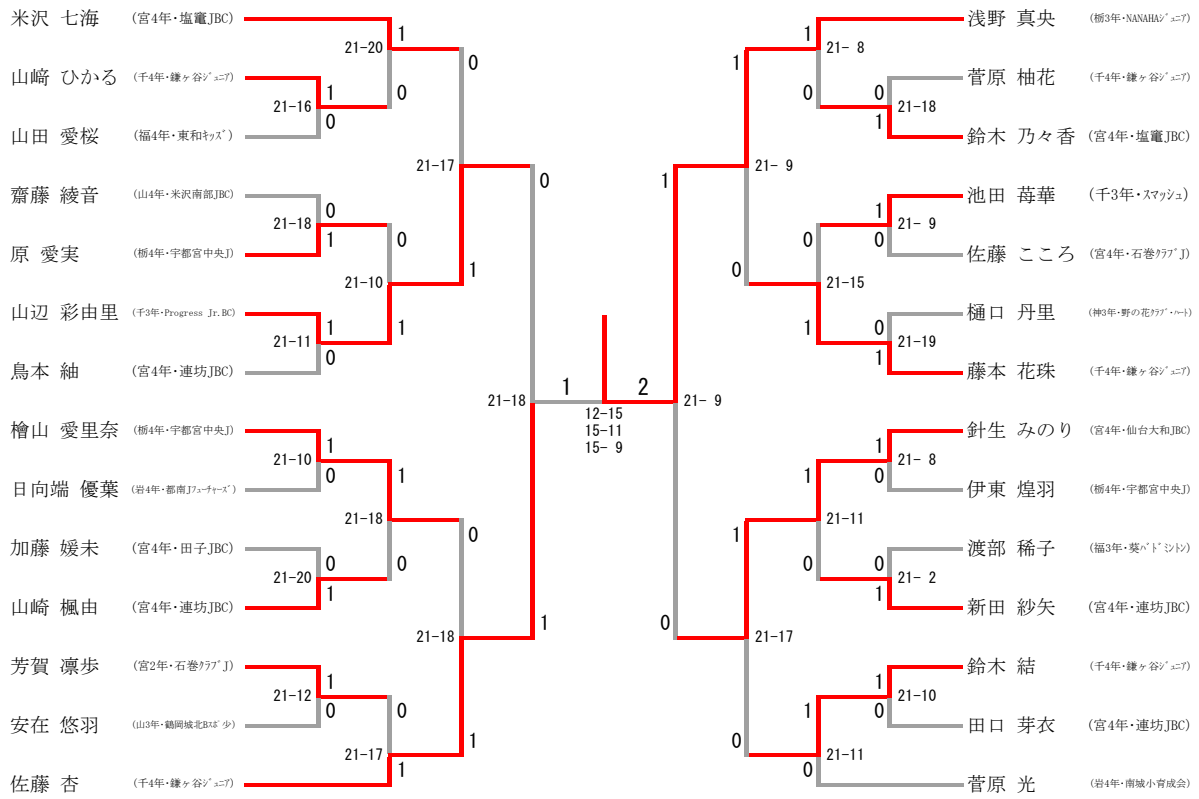 米沢 七海 (宮4年・塩竈JBC)
山﨑 ひかる (千4年・鎌ヶ谷ジュニア)
山田 愛桜 (福4年・東和キッズ)
齋藤 綾音 (山4年・米沢南部JBC)
原 愛実 (栃4年・宇都宮中央J)
山辺 彩由里 (千3年・Progress Jr.BC)
鳥本 紬 (宮4年・連坊JBC)
檜山 愛里奈 (栃4年・宇都宮中央J)
日向端 優葉 (岩4年・都南Jフューチャーズ)
加藤 媛未 (宮4年・田子JBC)
山崎 楓由 (宮4年・連坊JBC)
芳賀 凛歩 (宮2年・石巻クラブJ)
安在 悠羽 (山3年・鶴岡城北Bスポ少)
佐藤 杏 (千4年・鎌ヶ谷ジュニア)
21-20
1
0
21-16
1
0
21-18
0
1
21-11
1
0
21-10
0
1
21-17
0
1
21-10
1
0
21-20
0
1
21-18
1
0
21-12
1
0
21-17
0
1
21-18
0
1
21-18
0
1
1
2
12-15
15-11
15- 9
21- 9
1
0
21- 9
1
0
21- 8
1
0
21-18
0
1
21- 9
1
0
21-15
0
1
21-19
0
1
21-17
1
0
21-11
1
0
21- 8
1
0
21- 2
0
1
21-10
1
0
21-11
1
0
浅野 真央 (栃3年・NANAHAジュニア)
菅原 柚花 (千4年・鎌ヶ谷ジュニア)
鈴木 乃々香 (宮4年・塩竈JBC)
池田 苺華 (千3年・スマッシュ)
佐藤 こころ (宮4年・石巻クラブJ)
樋口 丹里 (神3年・野の花クラブ・ハート)
藤本 花珠 (千4年・鎌ヶ谷ジュニア)
針生 みのり (宮4年・仙台大和JBC)
伊東 煌羽 (栃4年・宇都宮中央J)
渡部 稀子 (福3年・葵バドミントン)
新田 紗矢 (宮4年・連坊JBC)
鈴木 結 (千4年・鎌ヶ谷ジュニア)
田口 芽衣 (宮4年・連坊JBC)
菅原 光 (岩4年・南城小育成会)